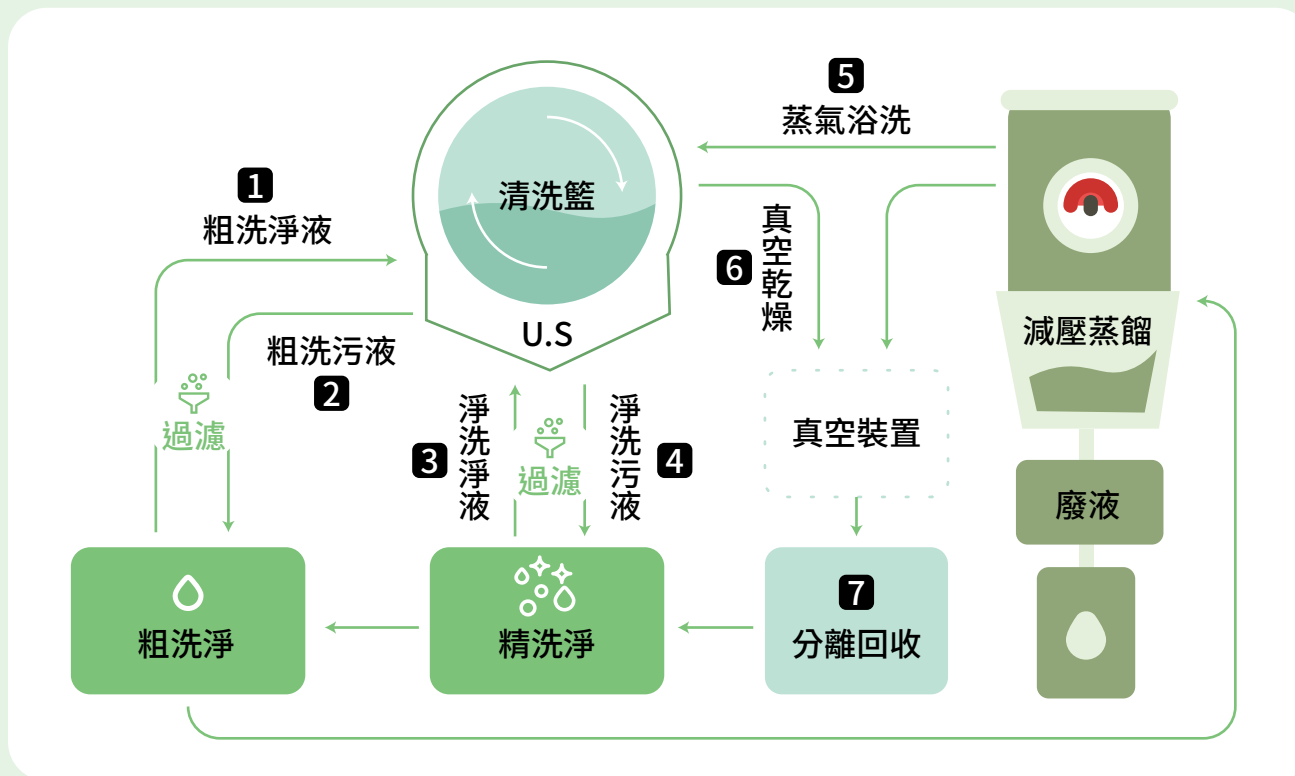 1
粗洗淨液
粗洗污液
2
過濾
清洗籃
U.S
3
淨洗淨液
過濾
淨洗污液
4
5
蒸氣浴洗
6
真空乾燥
真空裝置
減壓蒸餾
廢液
粗洗淨
精洗淨
7
分離回收